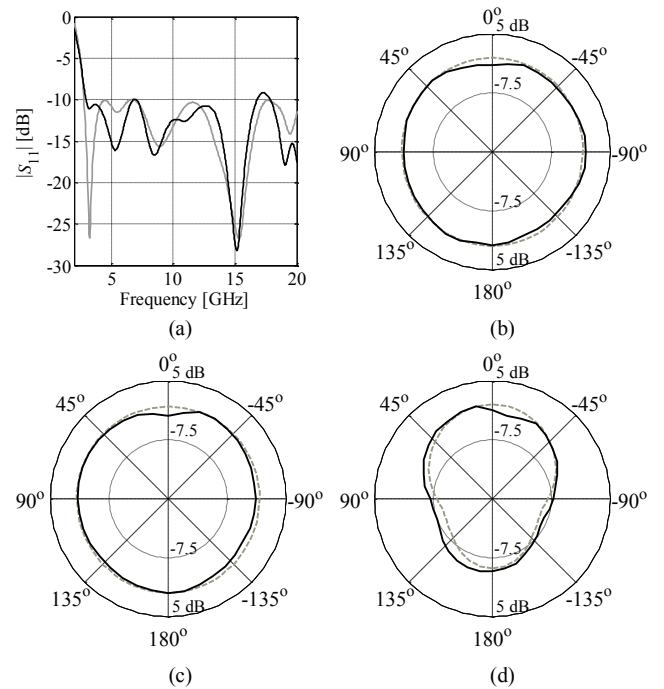 0
-5
-10
-15
-20
-25
-30
|S11| [dB]
5 10 15 20
Frequency [GHz]
(a)
0o
5 dB
45o -45o
-7.5
90o -90o
-7.5
135o -135o
5 dB
180o
(b)
0o
5 dB
45o -45o
-7.5
90o -90o
-7.5
135o -135o
5 dB
180o
(c)
0o
5 dB
45o -45o
-7.5
90o -90o
-7.5
135o -135o
5 dB
180o
(d)